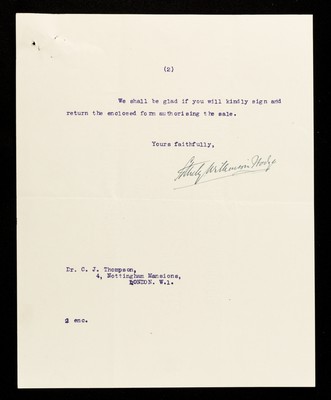 (2)
We shall be glad if you will kindly sign and
return the enclosed form authorising the sale.
Yours faithfully,
Sotheby Wilkinson & Hodge
Dr. C. J. Thompson,
4, Nottingham Mansions,
LONDON. W.1.
2 enc.